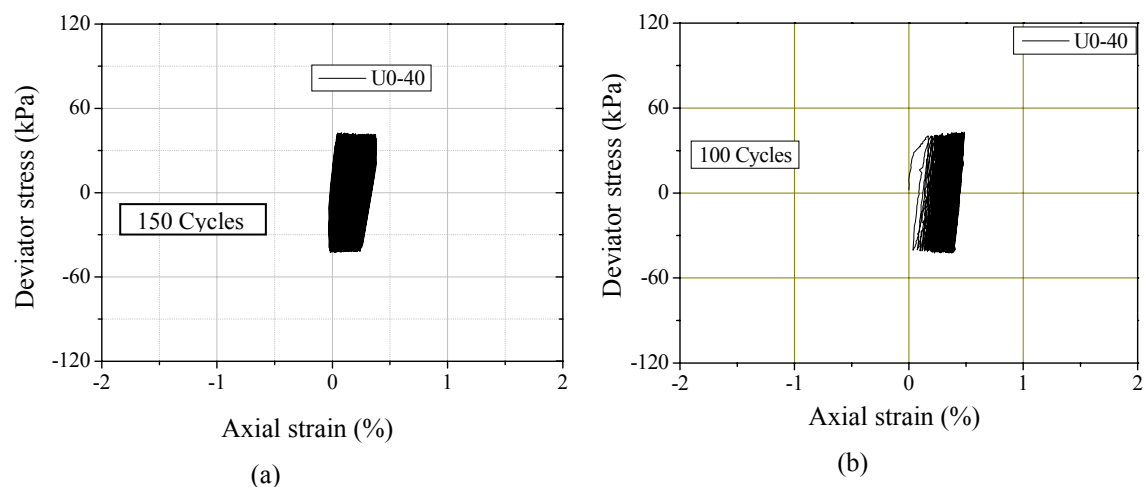 120
U0-40
60
0
150 Cycles
-60
-120
-2
-1
0
1
2
Deviator stress (kPa)
Axial strain (%)
(a)
120
U0-40
60
100 Cycles
0
-60
-120
-2
-1
0
1
2
Deviator stress (kPa)
Axial strain (%)
(b)